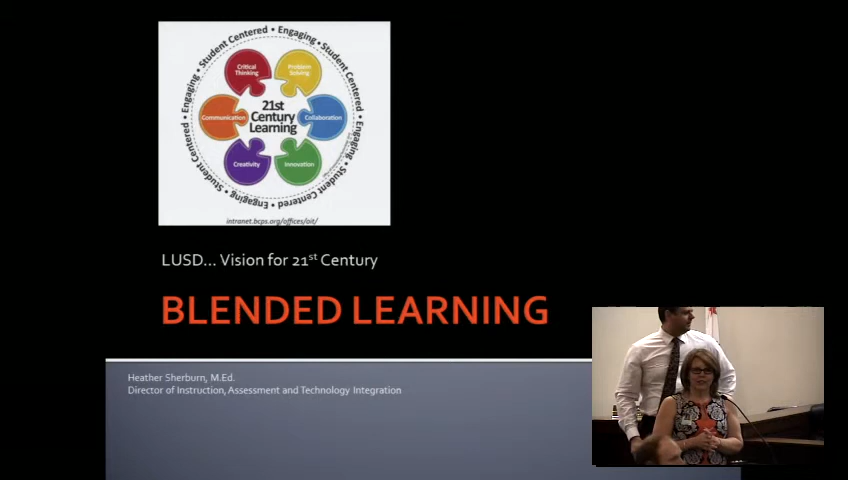 Engaging • Student Centered • Engaging • Student Centered • Engaging • Student Centered • Engaging • Student Centered •
Critical
Thinking
Problem
Solving
Communication
21st
Century
Learning
Collaboration
Creativity
Innovation
intranet.bcps.org/offices/oit/
LUSD... Vision for 21st Century
BLENDED LEARNING
Heather Sherburn, M.Ed.
Director of Instruction, Assessment and Technology Integration